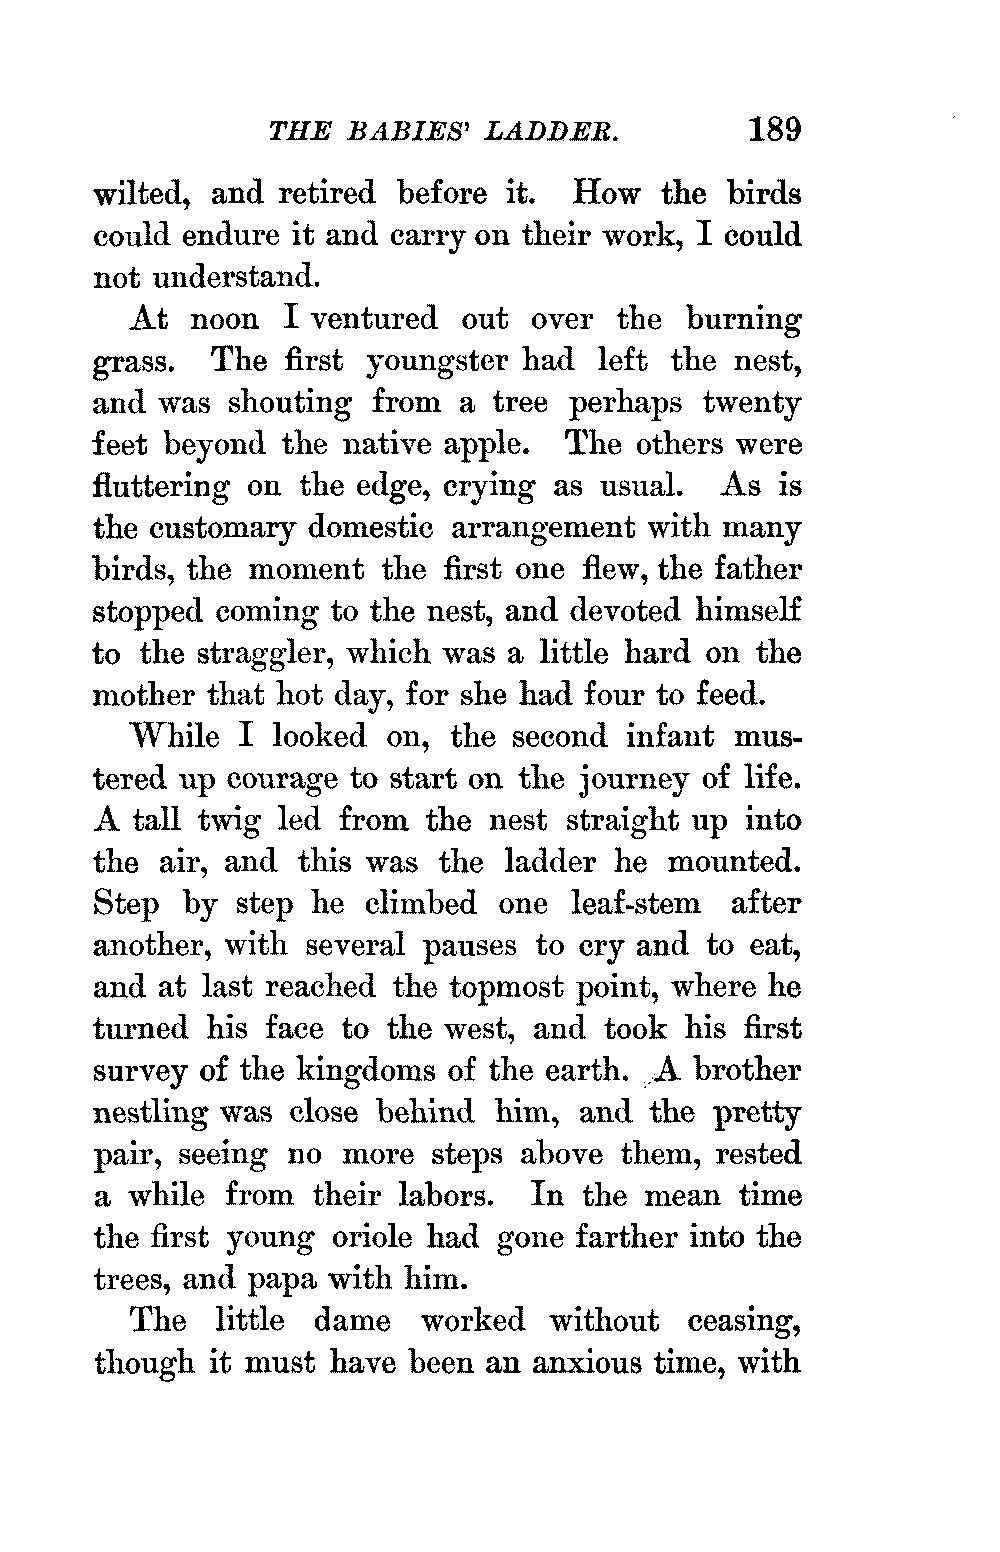 THE BABIES' LADDER. 189
wilted, and retired before it. How the birds
could endure it and carry on their work, I could
not understand.
At noon I ventured out over the burning
grass. The first youngster had left the nest,
and was shouting from a tree perhaps twenty
feet beyond the native apple. The others were
fluttering on the edge, crying as usual. As is
the customary domestic arrangement with many
birds, the moment the first one flew, the father
stopped coming to the nest, and devoted himself
to the straggler, which was a little hard on the
mother that hot day, for she had four to feed.
While I looked on, the second infant mus-
tered up courage to start on the journey of life.
A tall twig led from the nest straight up into
the air, and this was the ladder he mounted.
Step by step he climbed one leaf-stem after
another, with several pauses to cry and to eat,
and at last reached the topmost point, where he
turned his face to the west, and took his first
survey of the kingdoms of the earth. A brother
nestling was close behind him, and the pretty
pair, seeing no more steps above them, rested
a while from their labors. In the mean time
the first young oriole had gone farther into the
trees, and papa with him.
The little dame worked without ceasing,
though it must have been an anxious time, with